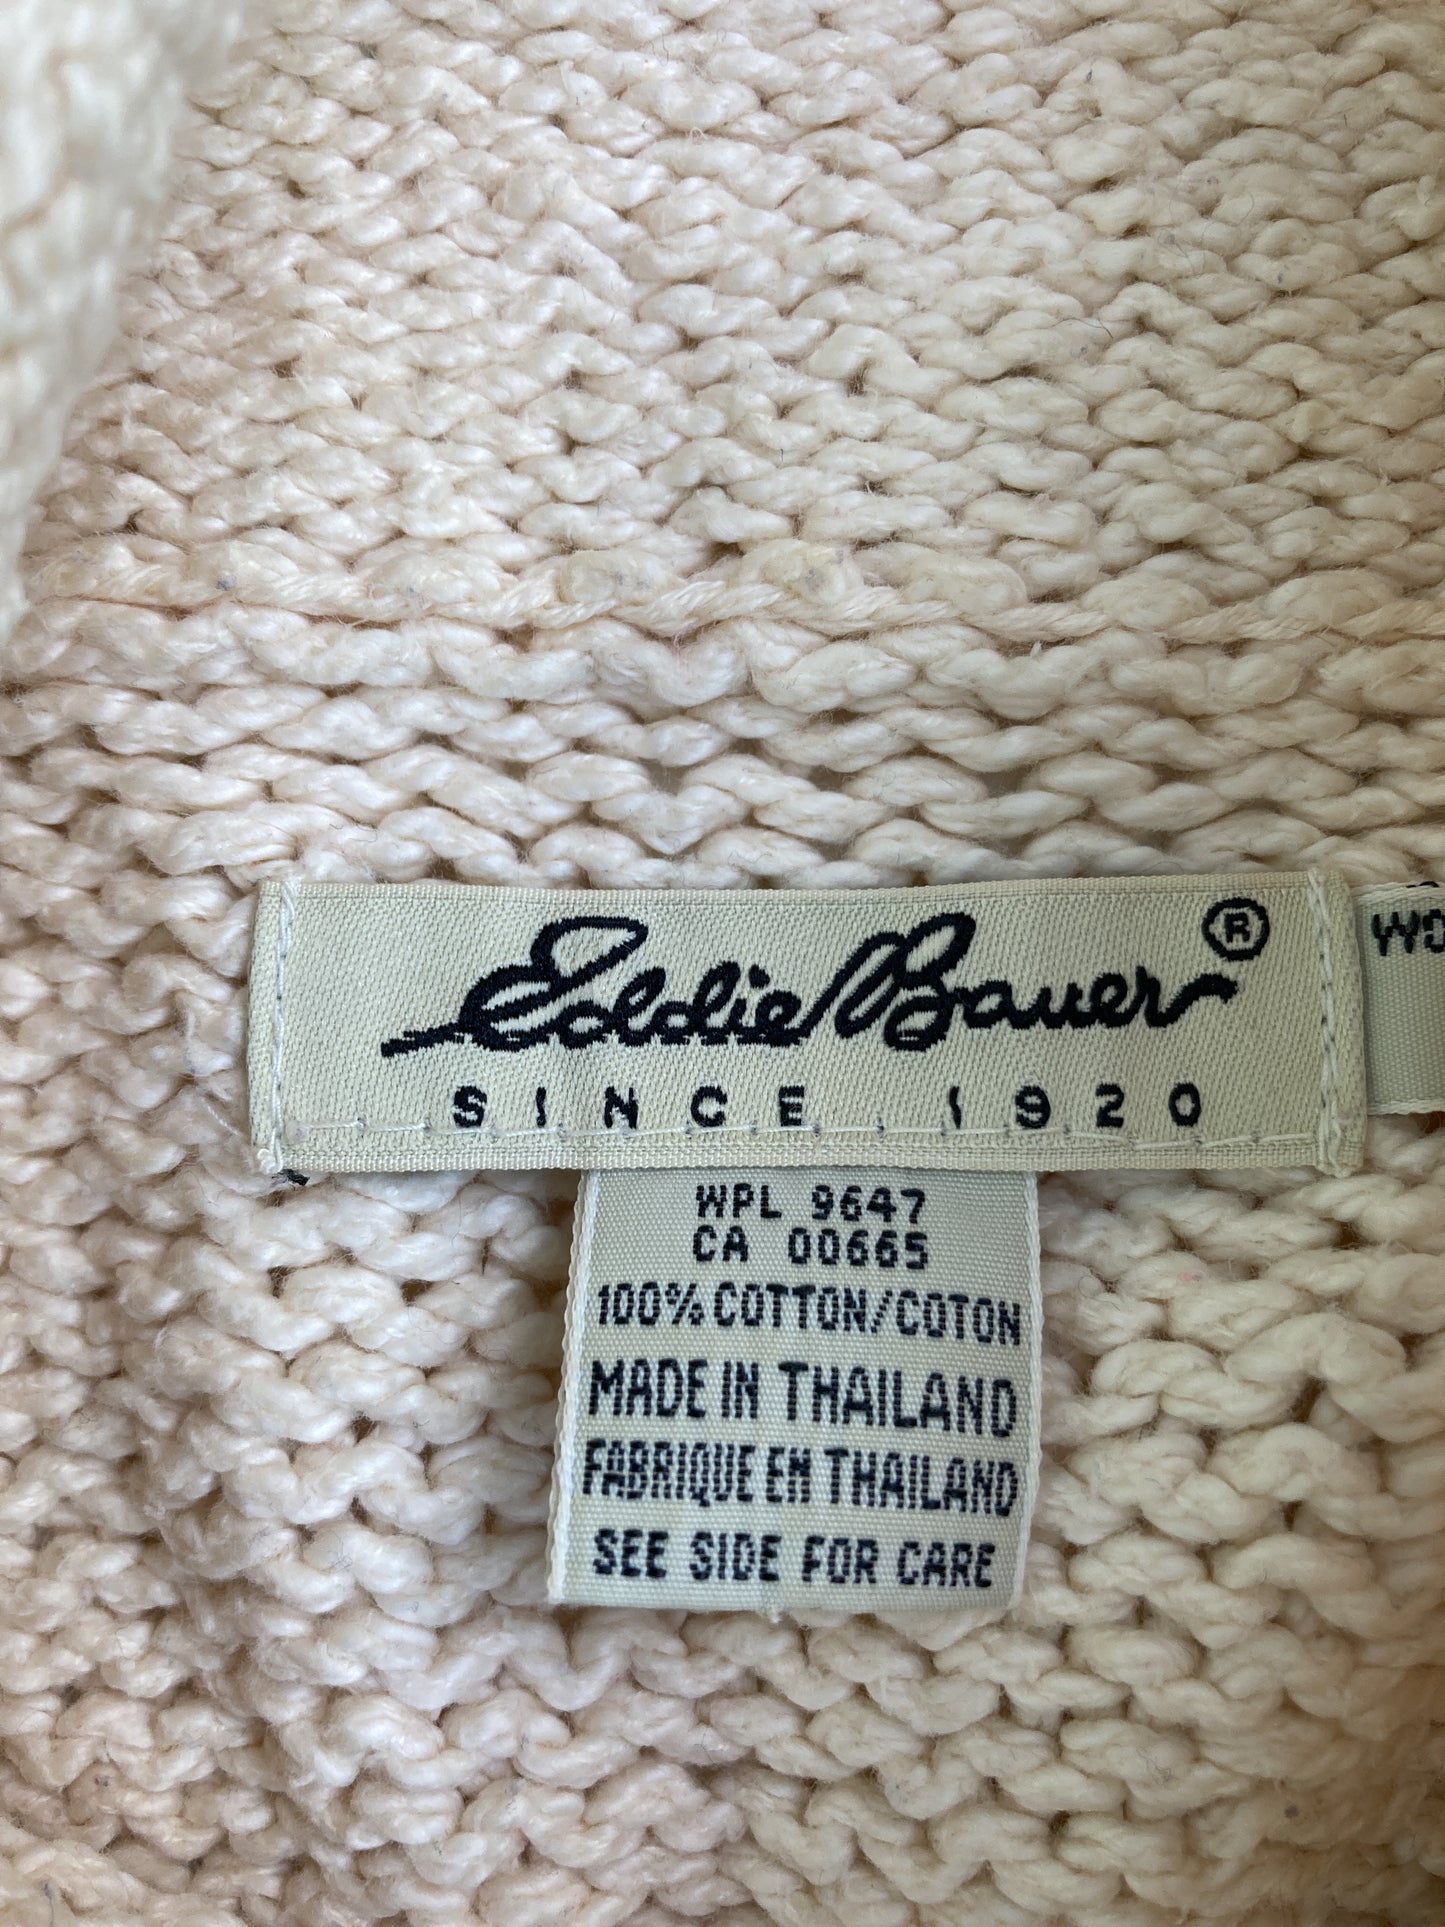 Eddie Bauer ®
SINCE 1920
WPL 9647
CA 00665
100% COTTON/COTON
MADE IN THAILAND
FABRIQUE EN THAILAND
SEE SIDE FOR CARE